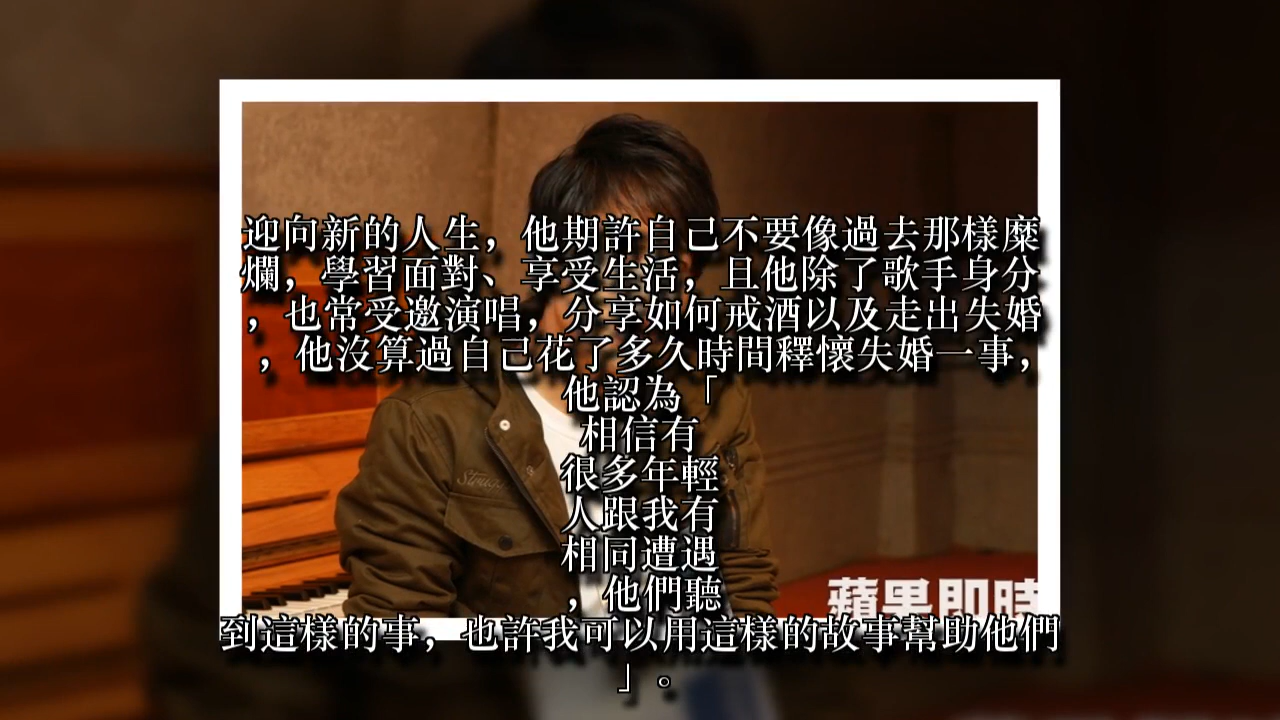 迎向新的人生，他期許自己不要像過去那樣糜
爛，學習面對、享受生活，且他除了歌手身分
，也常受邀演唱，分享如何戒酒以及走出失婚
，他沒算過自己花了多久時間釋懷失婚一事，
他認為「
相信有
很多年輕
人跟我有
相同遭遇
，他們聽
到這樣的事，也許我可以用這樣的故事幫助他們
」。
蘋果即時